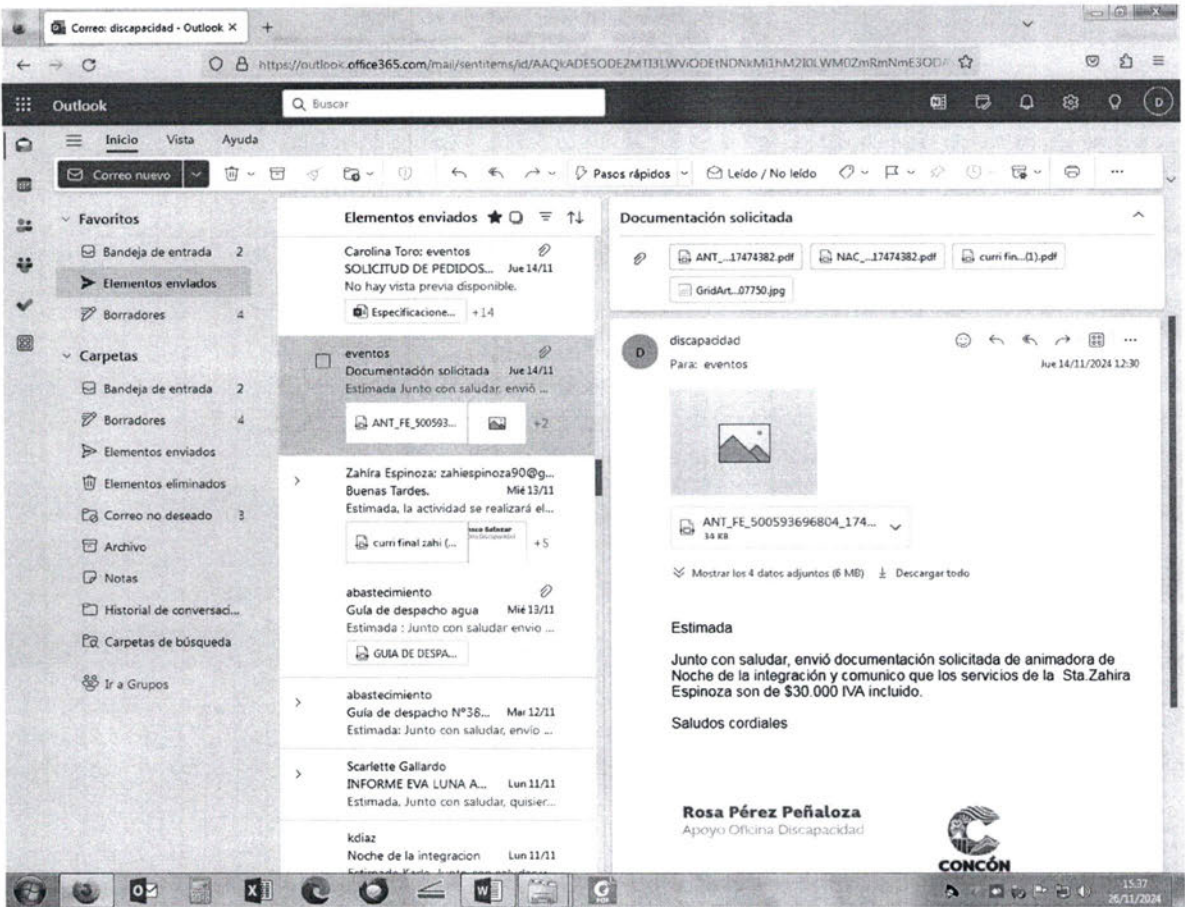 Correo: discapacidad - Outlook
https://outlook.office365.com/mail/sentitems/id/
Outlook
Buscar
D
Inicio Vista Ayuda
Correo nuevo
Pasos rápidos
Leído / No leído
Favoritos
Bandeja de entrada 2
Elementos enviados
Borradores 4
Carpetas
Bandeja de entrada 2
Borradores 4
Elementos enviados
Elementos eliminados
Correo no deseado 3
Archivo
Notas
Historial de conversaci...
Carpetas de búsqueda
Ir a Grupos
Elementos enviados
Carolina Toro: eventos
SOLICITUD DE PEDIDOS... Jue 14/11
No hay vista previa disponible.
Especificacione... +14
eventos
Documentación solicitada Jue 14/11
Estimada Junto con saludar, envió ...
ANT_FE_500593... +2
Zahíra Espinoza: zahiespinoza90@g...
Buenas Tardes. Mié 13/11
Estimada, la actividad se realizará el...
curri final zahi (... +5
abastecimiento
Guía de despacho agua Mié 13/11
Estimada : Junto con saludar envio ...
GUIA DE DESPA...
abastecimiento
Guía de despacho N°38... Mar 12/11
Estimada: Junto con saludar, envío ...
Scarlette Gallardo
INFORME EVA LUNA A... Lun 11/11
Estimada, Junto con saludar, quisier...
kdiaz
Noche de la integracion Lun 11/11
Documentación solicitada
ANT_...17474382.pdf NAC_...17474382.pdf curri fin...(1).pdf
GridArt...07750.jpg
D
discapacidad
Para: eventos
Jue 14/11/2024 12:30
ANT_FE_500593696804_174...
34 KB
Mostrar los 4 datos adjuntos (6 MB) Descargar todo
Estimada
Junto con saludar, envió documentación solicitada de animadora de
Noche de la integración y comunico que los servicios de la Sta.Zahira
Espinoza son de $30.000 IVA incluido.
Saludos cordiales
Rosa Pérez Peñaloza
Apoyo Oficina Discapacidad
CONCÓN
15:37
26/11/2024